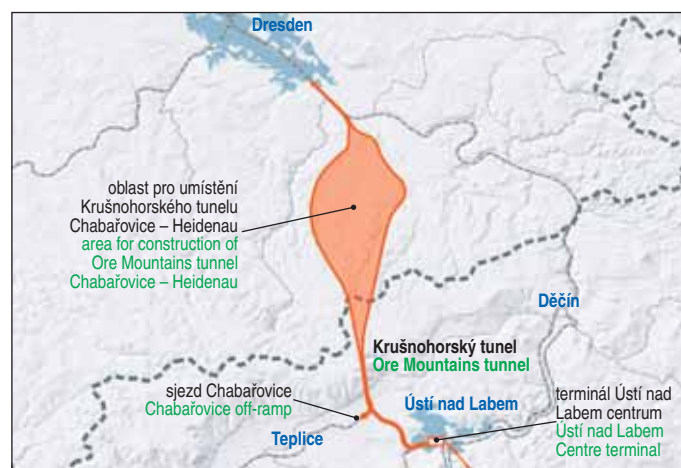 Dresden
oblast pro umístění
Krušnohorského tunelu
Chabařovice – Heidenau
area for construction of
Ore Mountains tunnel
Chabařovice – Heidenau
Děčín
Krušnohorský tunel
Ore Mountains tunnel
sjezd Chabařovice
Chabařovice off-ramp
Teplice
Ústí nad Labem
terminál Ústí nad
Labem centrum
Ústí nad Labem
Centre terminal